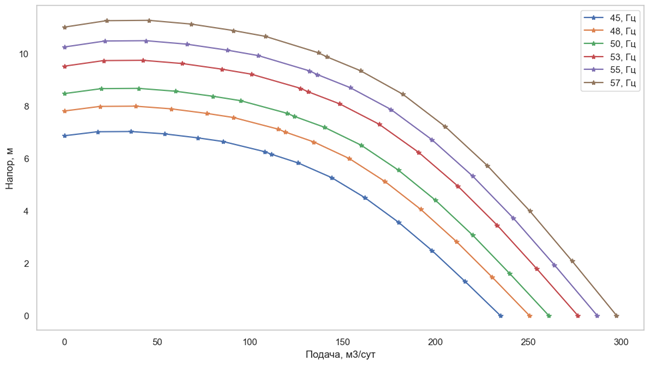 45, Гц
48, Гц
50, Гц
53, Гц
55, Гц
57, Гц
Напор, м
10
8
6
4
2
0
0 50 100 150 200 250 300
Подача, м3/сут